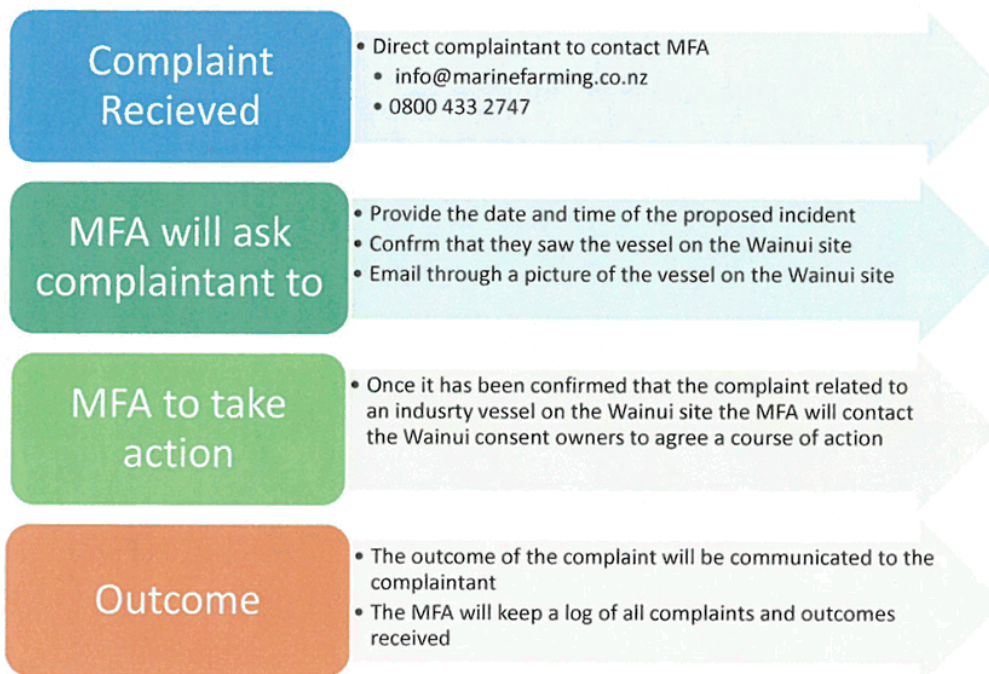 Complaint
Recieved
• Direct complaintant to contact MFA
• info@marinefarming.co.nz
• 0800 433 2747
MFA will ask
complaintant to
• Provide the date and time of the proposed incident
• Confrm that they saw the vessel on the Wainui site
• Email through a picture of the vessel on the Wainui site
MFA to take
action
• Once it has been confirmed that the complaint related to
an indusrty vessel on the Wainui site the MFA will contact
the Wainui consent owners to agree a course of action
Outcome
• The outcome of the complaint will be communicated to the
complaintant
• The MFA will keep a log of all complaints and outcomes
received